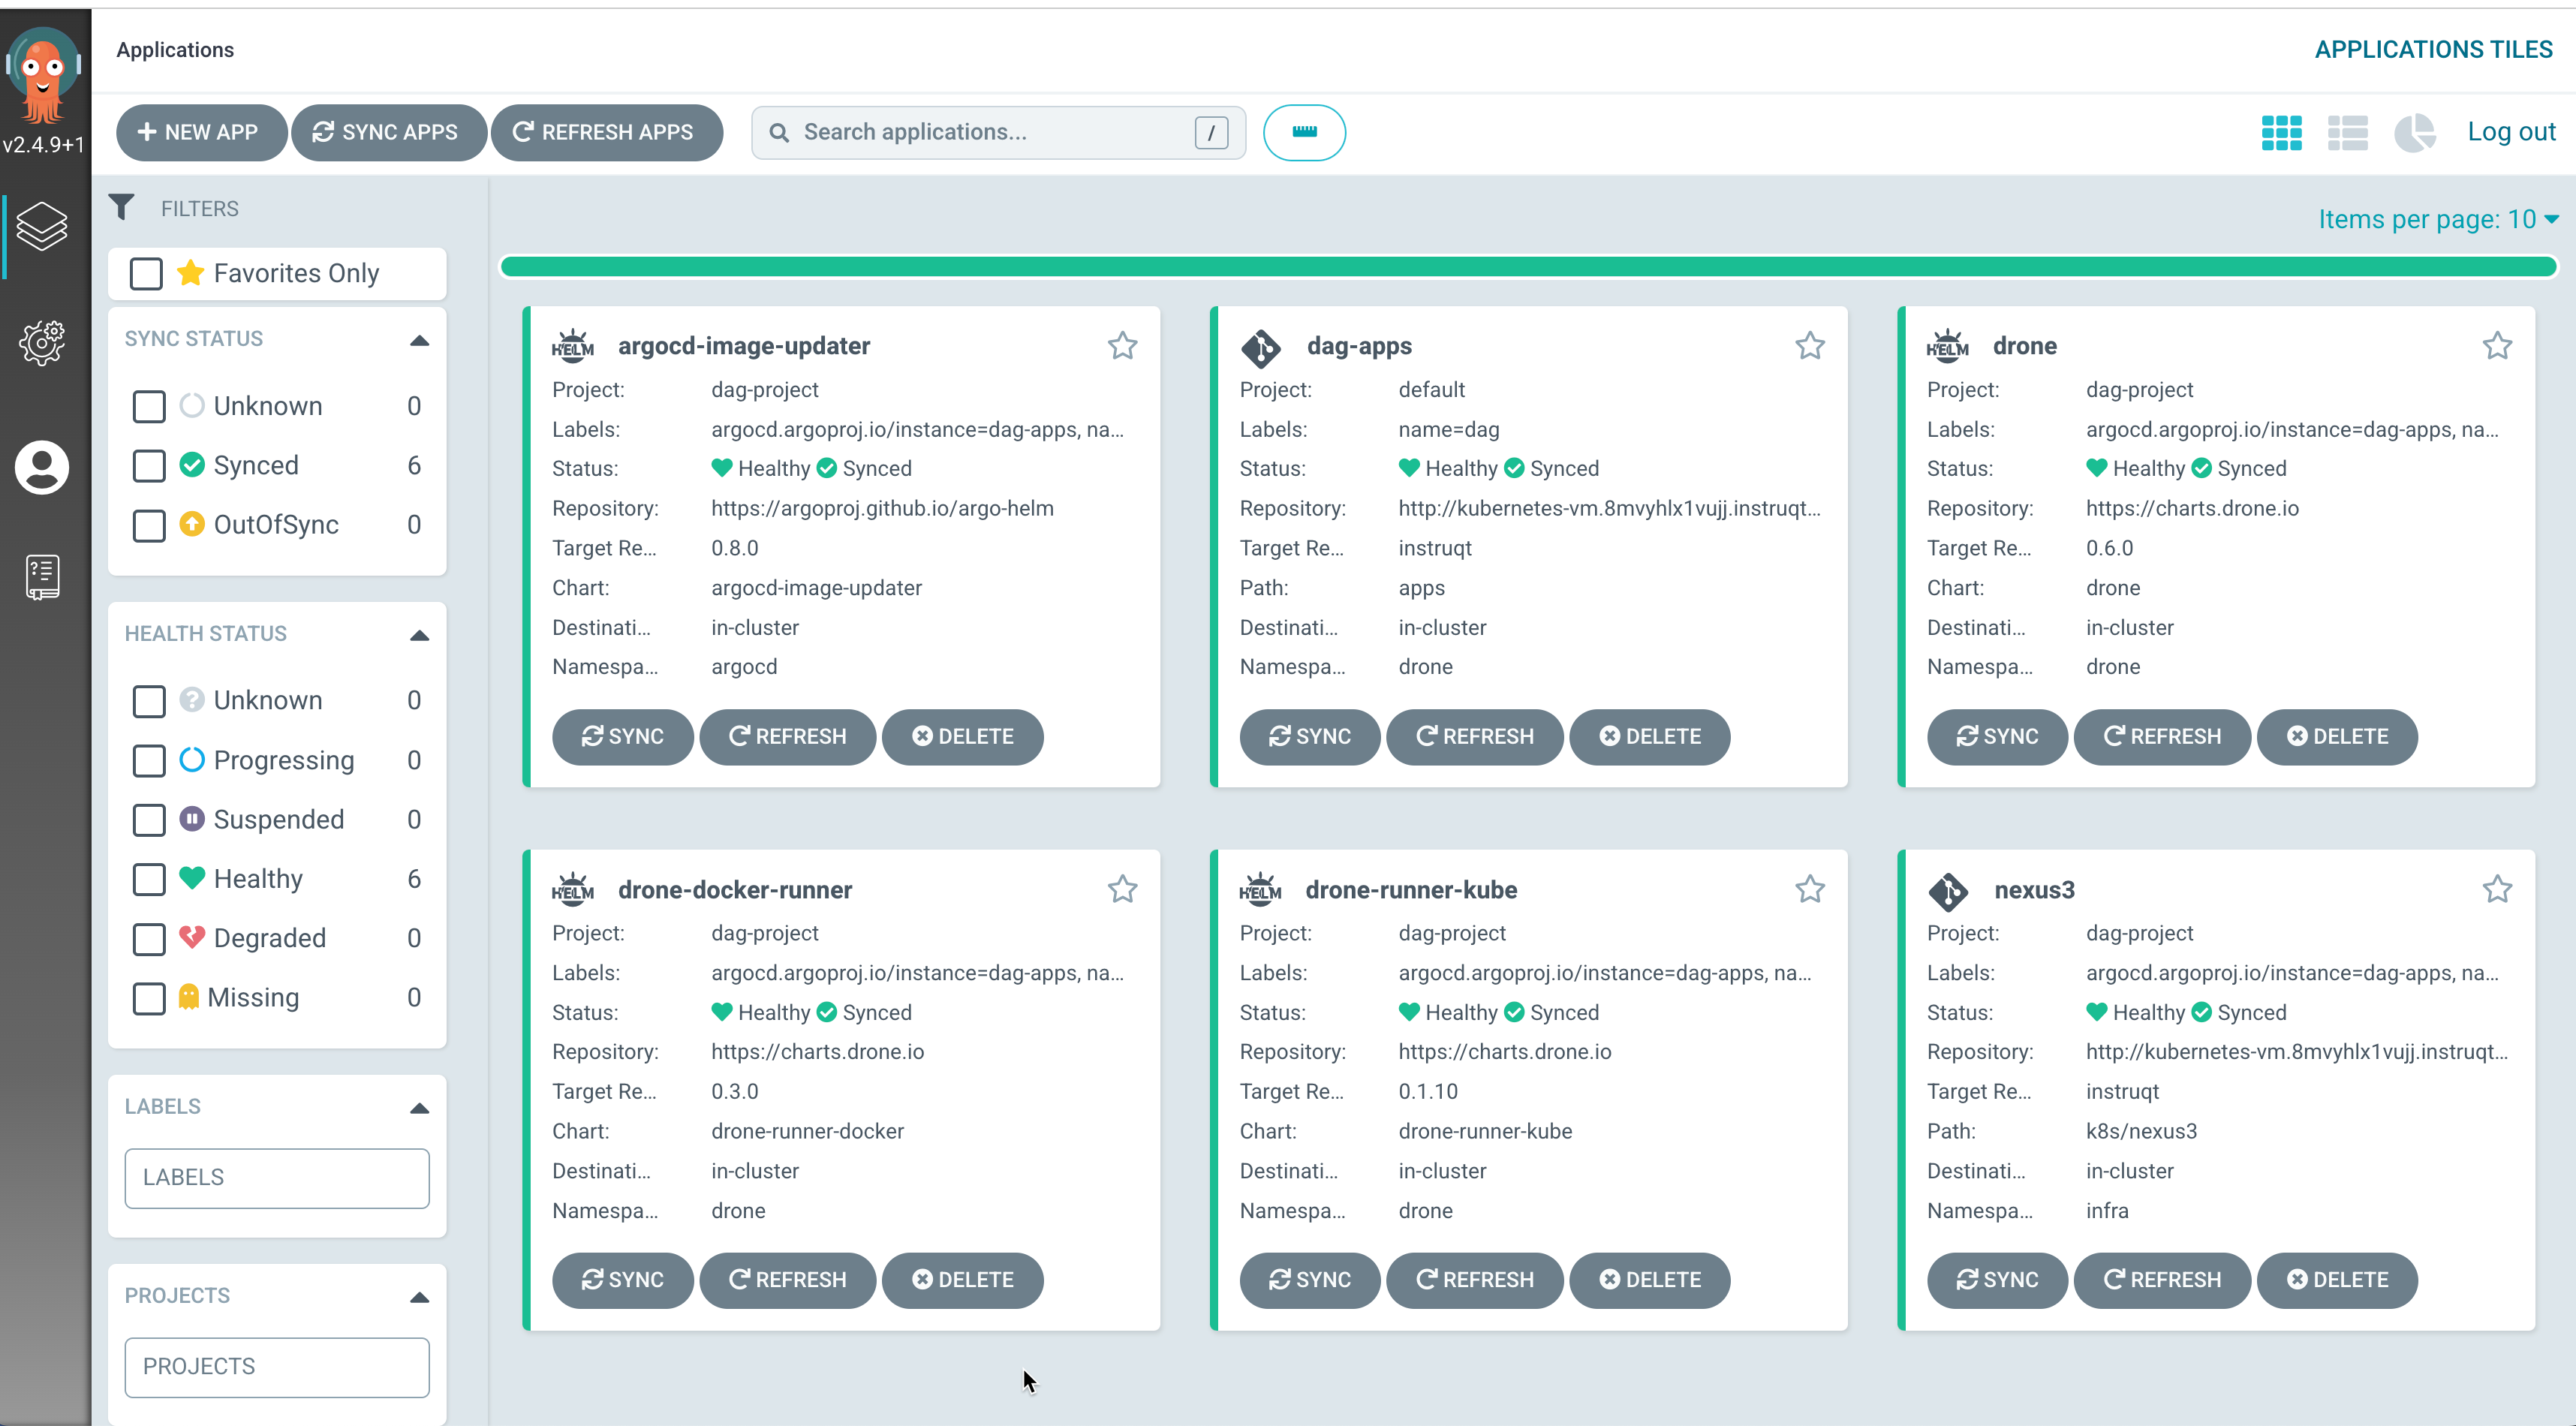 Applications
APPLICATIONS TILES
v2.4.9+1
NEW APP
SYNC APPS
REFRESH APPS
Search applications...
/
Log out
FILTERS
Favorites Only
SYNC STATUS
Unknown 0
Synced 6
OutOfSync 0
HEALTH STATUS
Unknown 0
Progressing 0
Suspended 0
Healthy 6
Degraded 0
Missing 0
LABELS
LABELS
PROJECTS
PROJECTS
Items per page: 10
HELM argocd-image-updater
Project: dag-project
Labels: argocd.argoproj.io/instance=dag-apps, na...
Status: Healthy Synced
Repository: https://argoproj.github.io/argo-helm
Target Re... 0.8.0
Chart: argocd-image-updater
Destinati... in-cluster
Namespa... argocd
SYNC REFRESH DELETE
dag-apps
Project: default
Labels: name=dag
Status: Healthy Synced
Repository: http://kubernetes-vm.8mvyhlx1vujj.instruqt...
Target Re... instruqt
Path: apps
Destinati... in-cluster
Namespa... drone
SYNC REFRESH DELETE
HELM drone
Project: dag-project
Labels: argocd.argoproj.io/instance=dag-apps, na...
Status: Healthy Synced
Repository: https://charts.drone.io
Target Re... 0.6.0
Chart: drone
Destinati... in-cluster
Namespa... drone
SYNC REFRESH DELETE
HELM drone-docker-runner
Project: dag-project
Labels: argocd.argoproj.io/instance=dag-apps, na...
Status: Healthy Synced
Repository: https://charts.drone.io
Target Re... 0.3.0
Chart: drone-runner-docker
Destinati... in-cluster
Namespa... drone
SYNC REFRESH DELETE
HELM drone-runner-kube
Project: dag-project
Labels: argocd.argoproj.io/instance=dag-apps, na...
Status: Healthy Synced
Repository: https://charts.drone.io
Target Re... 0.1.10
Chart: drone-runner-kube
Destinati... in-cluster
Namespa... drone
SYNC REFRESH DELETE
nexus3
Project: dag-project
Labels: argocd.argoproj.io/instance=dag-apps, na...
Status: Healthy Synced
Repository: http://kubernetes-vm.8mvyhlx1vujj.instruqt...
Target Re... instruqt
Path: k8s/nexus3
Destinati... in-cluster
Namespa... infra
SYNC REFRESH DELETE